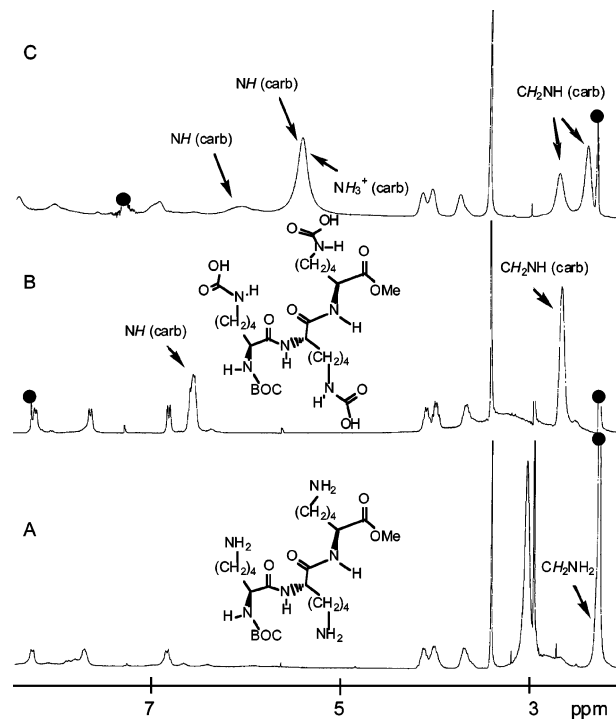 C
NH (carb)
CH2NH (carb)
NH (carb)
NH3+ (carb)
O
OH
N-H
(CH2)4
O
OMe
B
OH
O
N-H
(CH2)4
O
O
N
H
N
H
(CH2)4
H-N
BOC
N
H
O
OH
NH (carb)
CH2NH (carb)
A
NH2
(CH2)4
O
OMe
NH2
(CH2)4
O
O
N
H
N
H
(CH2)4
H-N
BOC
NH2
CH2NH2
7 5 3 ppm